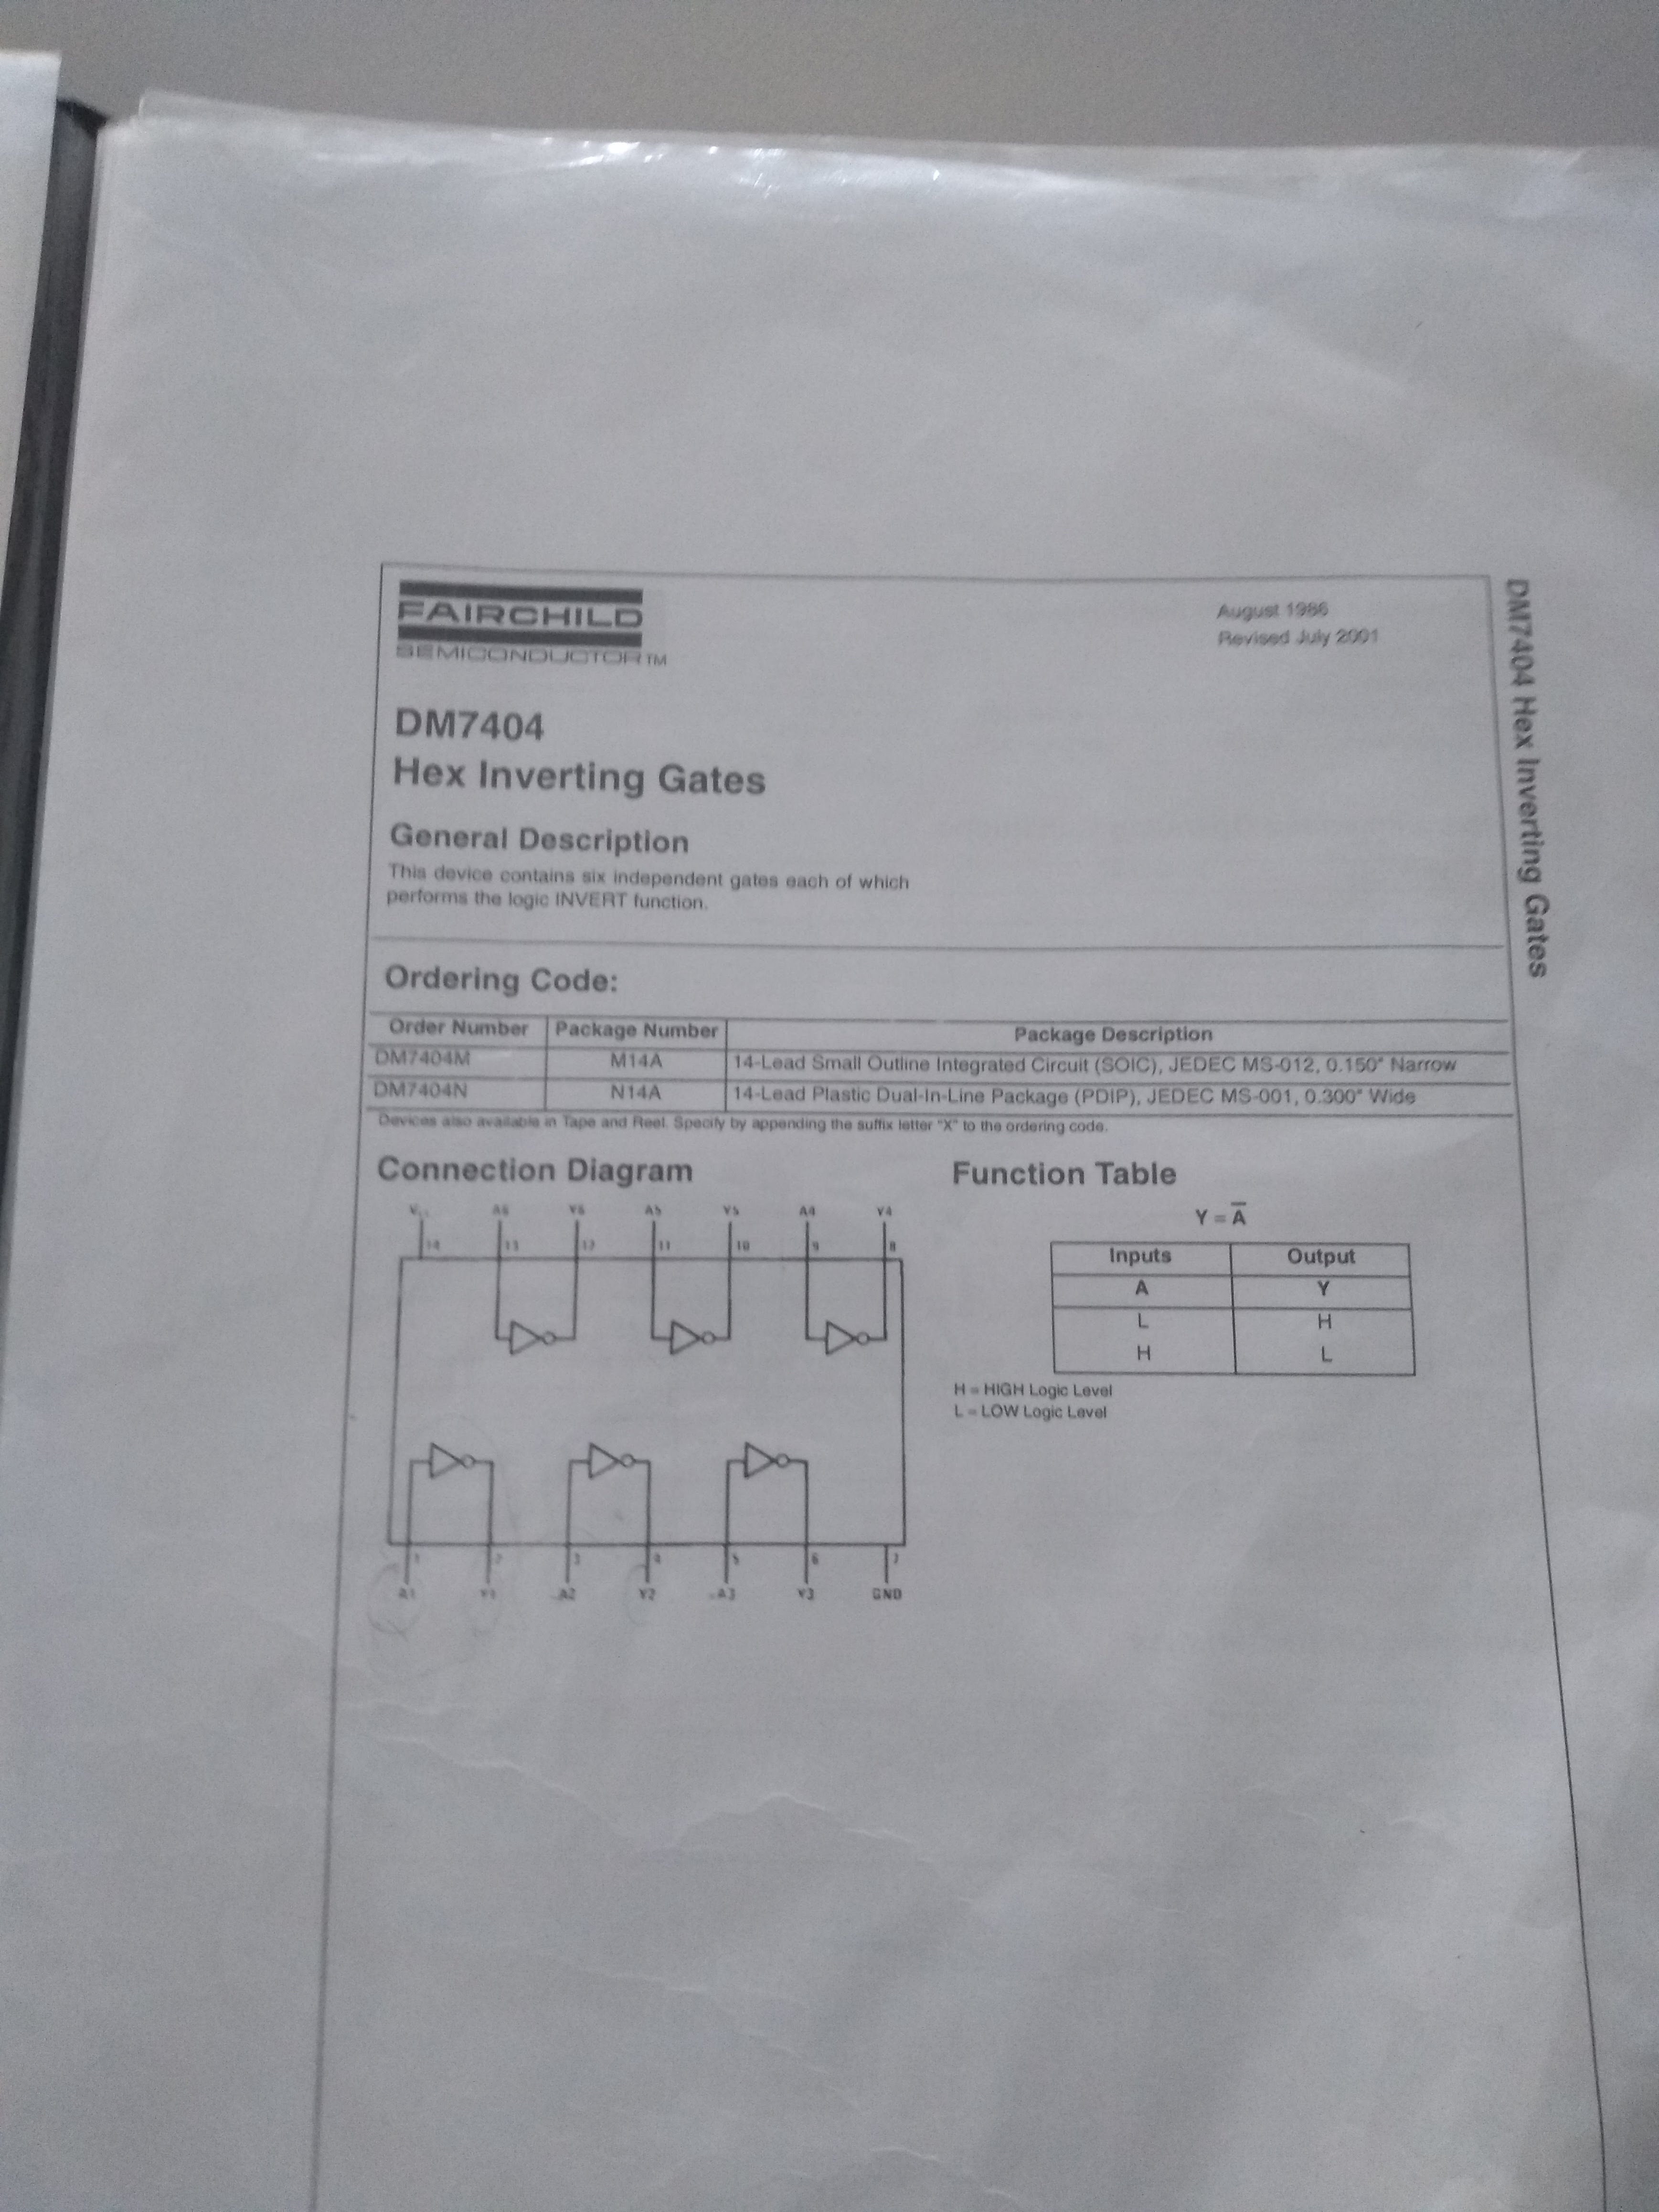 FAIRCHILD
SEMICONDUCTOR™
August 1986
Revised July 2001
DM7404 Hex Inverting Gates
DM7404
Hex Inverting Gates
General Description
This device contains six independent gates each of which
performs the logic INVERT function.
Ordering Code:
Order Number Package Number Package Description
DM7404M M14A 14-Lead Small Outline Integrated Circuit (SOIC), JEDEC MS-012, 0.150" Narrow
DM7404N N14A 14-Lead Plastic Dual-In-Line Package (PDIP), JEDEC MS-001, 0.300" Wide
Devices also available in Tape and Reel. Specify by appending the suffix letter "X" to the ordering code.
Connection Diagram
A6 Y6 A5 Y5 A4 Y4
14 13 12 11 10 9 8
1 2 3 4 5 6 7
A1 Y1 A2 Y2 A3 Y3 GND
Function Table
Y = A̅
Inputs Output
A Y
L H
H L
H = HIGH Logic Level
L = LOW Logic Level